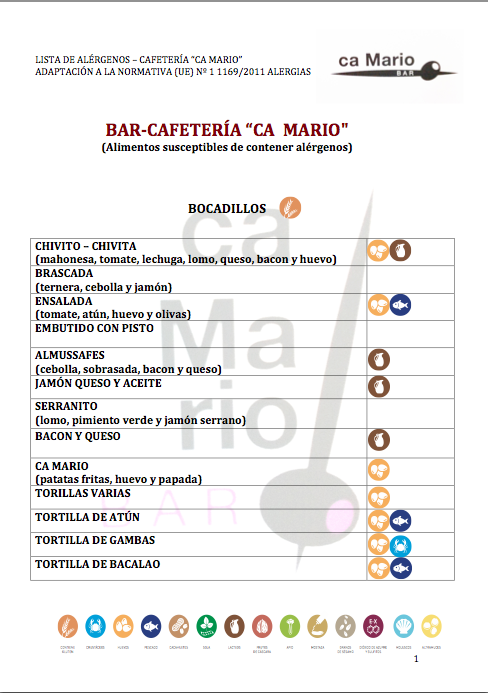 LISTA DE ALÉRGENOS – CAFETERÍA “CA MARIO”
ADAPTACIÓN A LA NORMATIVA (UE) Nº 1 1169/2011 ALERGIAS
ca Mario
BAR
BAR-CAFETERÍA “CA MARIO"
(Alimentos susceptibles de contener alérgenos)
BOCADILLOS
CHIVITO – CHIVITA
(mahonesa, tomate, lechuga, lomo, queso, bacon y huevo)
BRASCADA
(ternera, cebolla y jamón)
ENSALADA
(tomate, atún, huevo y olivas)
EMBUTIDO CON PISTO
ALMUSSAFES
(cebolla, sobrasada, bacon y queso)
JAMÓN QUESO Y ACEITE
SERRANITO
(lomo, pimiento verde y jamón serrano)
BACON Y QUESO
CA MARIO
(patatas fritas, huevo y papada)
TORILLAS VARIAS
TORTILLA DE ATÚN
TORTILLA DE GAMBAS
TORTILLA DE BACALAO
ca
Ma
rio
BAR
CONTIENE GLUTEN
CRUSTÁCEOS
HUEVOS
PESCADO
CACAHUETES
SOJA
LÁCTEOS
FRUTOS DE CÁSCARA
APIO
MOSTAZA
GRANOS DE SÉSAMO
DIÓXIDO DE AZUFRE Y SULFITOS
MOLUSCOS
ALTRAMUCES
1